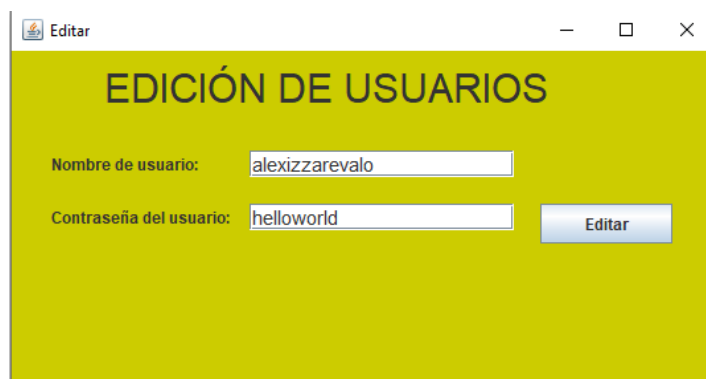 Editar
EDICIÓN DE USUARIOS
Nombre de usuario: alexizzarevalo
Contraseña del usuario: helloworld Editar